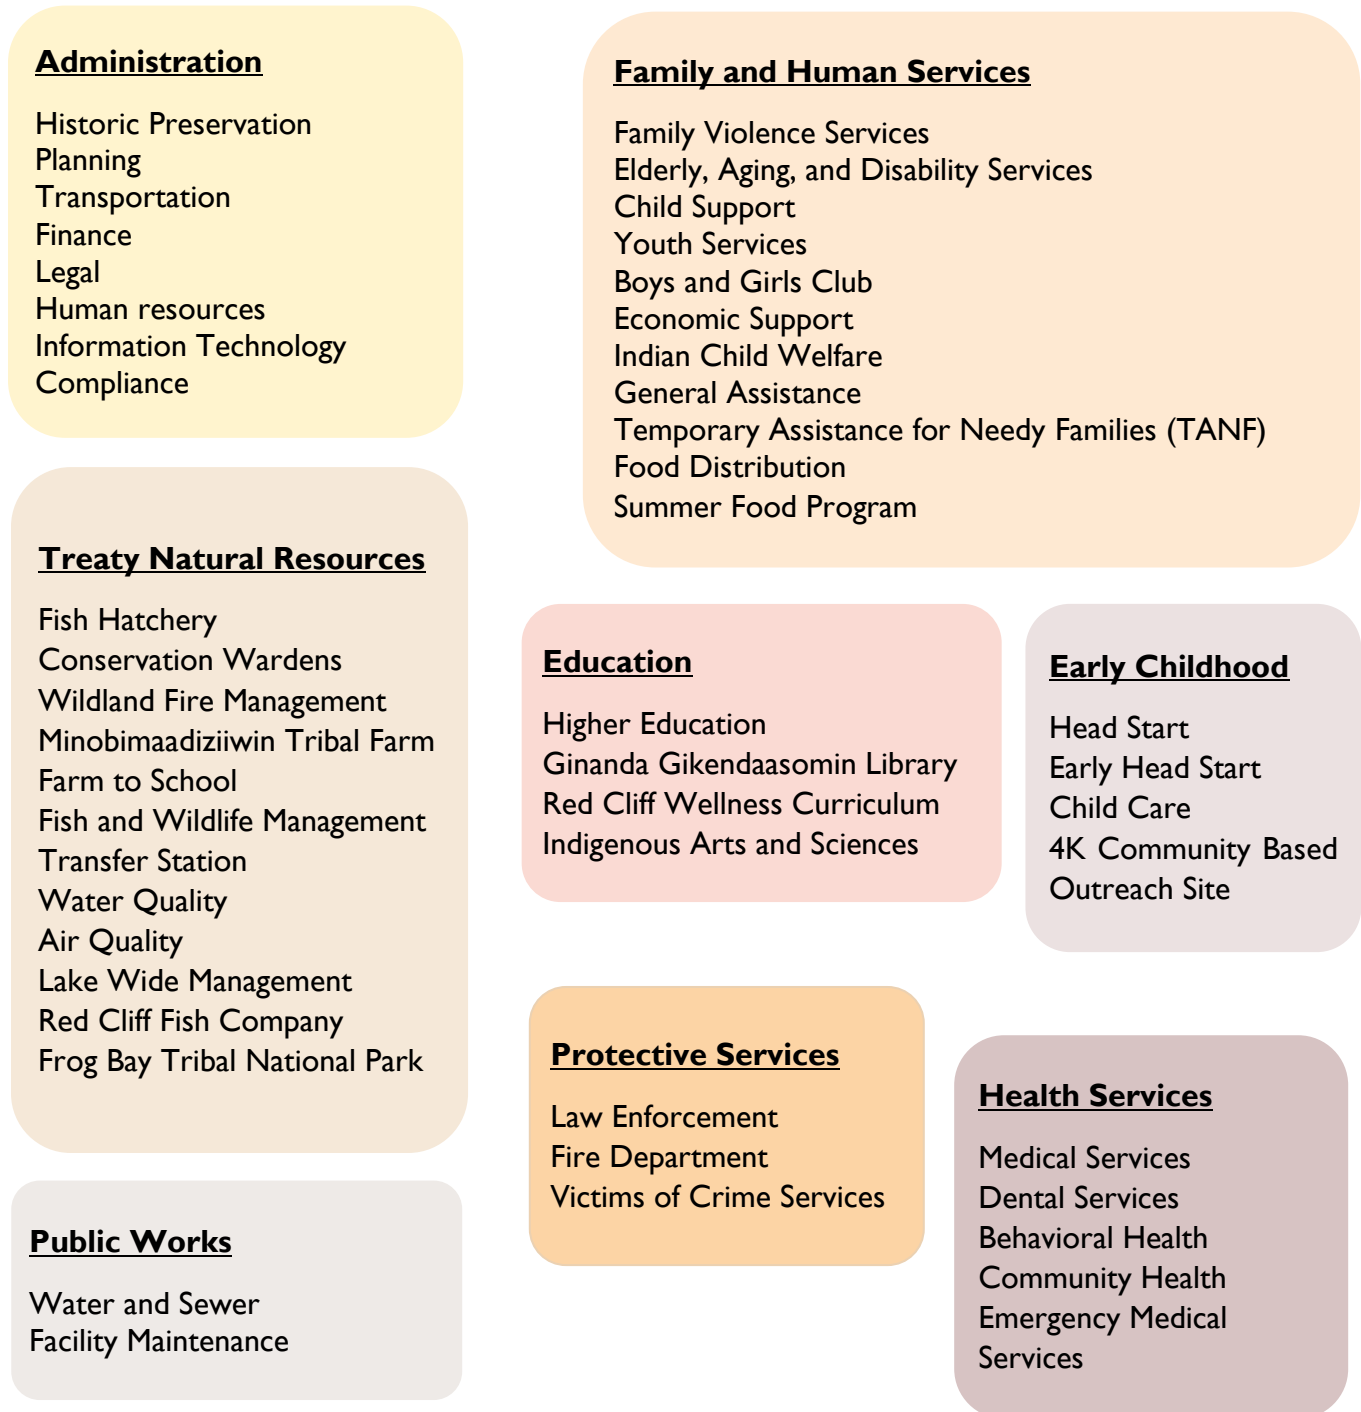 Administration
Historic Preservation
Planning
Transportation
Finance
Legal
Human resources
Information Technology
Compliance
Family and Human Services
Family Violence Services
Elderly, Aging, and Disability Services
Child Support
Youth Services
Boys and Girls Club
Economic Support
Indian Child Welfare
General Assistance
Temporary Assistance for Needy Families (TANF)
Food Distribution
Summer Food Program
Treaty Natural Resources
Fish Hatchery
Conservation Wardens
Wildland Fire Management
Minobimaadiziiwin Tribal Farm
Farm to School
Fish and Wildlife Management
Transfer Station
Water Quality
Air Quality
Lake Wide Management
Red Cliff Fish Company
Frog Bay Tribal National Park
Education
Higher Education
Ginanda Gikendaasomin Library
Red Cliff Wellness Curriculum
Indigenous Arts and Sciences
Early Childhood
Head Start
Early Head Start
Child Care
4K Community Based
Outreach Site
Protective Services
Law Enforcement
Fire Department
Victims of Crime Services
Health Services
Medical Services
Dental Services
Behavioral Health
Community Health
Emergency Medical
Services
Public Works
Water and Sewer
Facility Maintenance